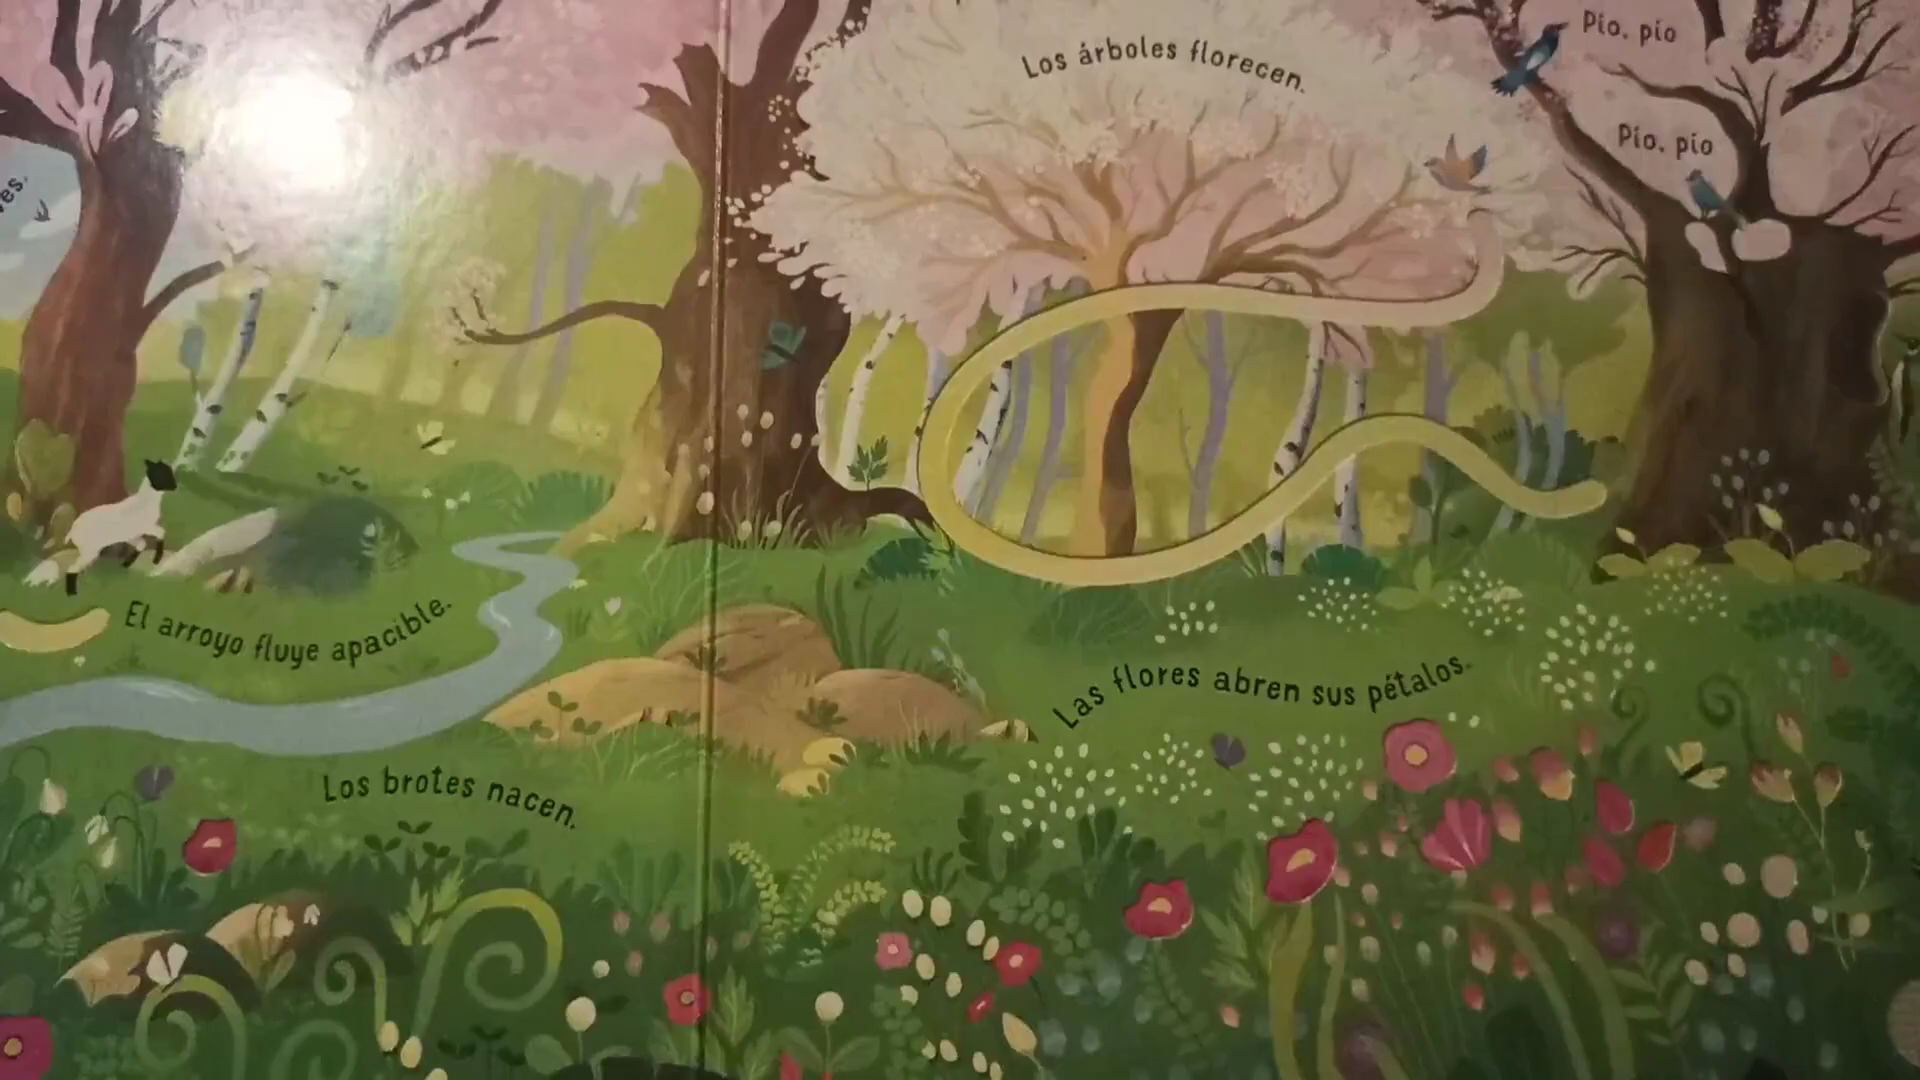 El arroyo fluye apacible.
Los brotes nacen.
Los árboles florecen.
Pío, pío
Pío, pío
Las flores abren sus pétalos.